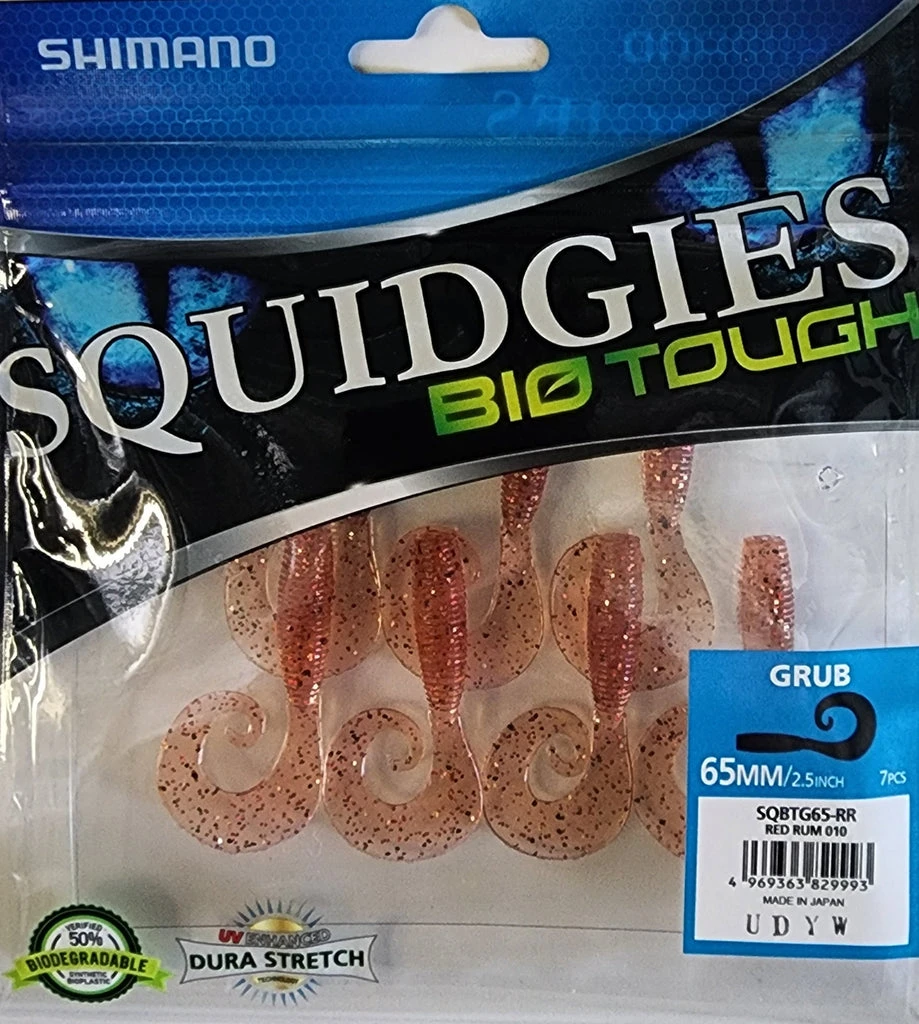 SHIMANO
SQUIDGIES
BIO TOUGH
GRUB
65MM/2.5INCH 7PCS
SQBTG65-RR
RED RUM 010
4 969363 829993
MADE IN JAPAN
U D Y W
VERIFIED
50%
BIODEGRADABLE
SYNTHETIC
BIOPLASTIC
UV ENHANCED
DURA STRETCH
TECHNOLOGY